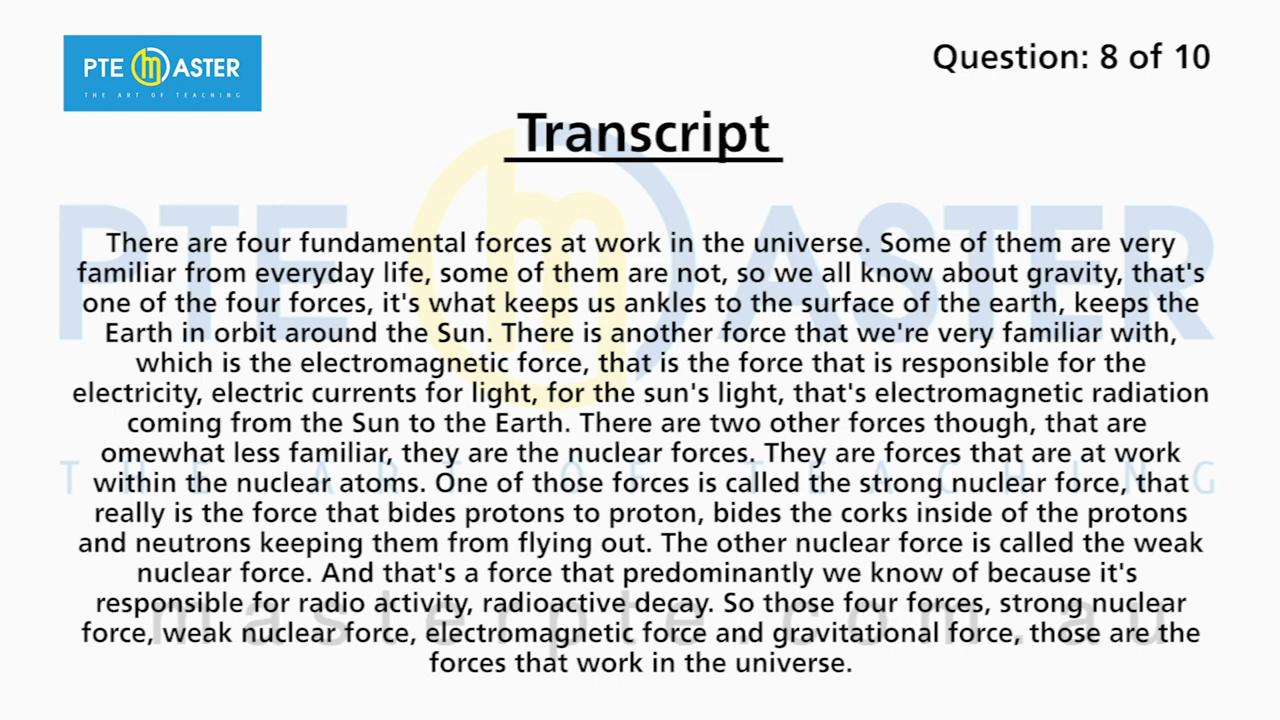 PTE MASTER
THE ART OF TEACHING
Question: 8 of 10
Transcript
There are four fundamental forces at work in the universe. Some of them are very
familiar from everyday life, some of them are not, so we all know about gravity, that's
one of the four forces, it's what keeps us ankles to the surface of the earth, keeps the
Earth in orbit around the Sun. There is another force that we're very familiar with,
which is the electromagnetic force, that is the force that is responsible for the
electricity, electric currents for light, for the sun's light, that's electromagnetic radiation
coming from the Sun to the Earth. There are two other forces though, that are
omewhat less familiar, they are the nuclear forces. They are forces that are at work
within the nuclear atoms. One of those forces is called the strong nuclear force, that
really is the force that bides protons to proton, bides the corks inside of the protons
and neutrons keeping them from flying out. The other nuclear force is called the weak
nuclear force. And that's a force that predominantly we know of because it's
responsible for radio activity, radioactive decay. So those four forces, strong nuclear
force, weak nuclear force, electromagnetic force and gravitational force, those are the
forces that work in the universe.
PTE MASTER
THE ART OF TEACHING
masterpte.com.au